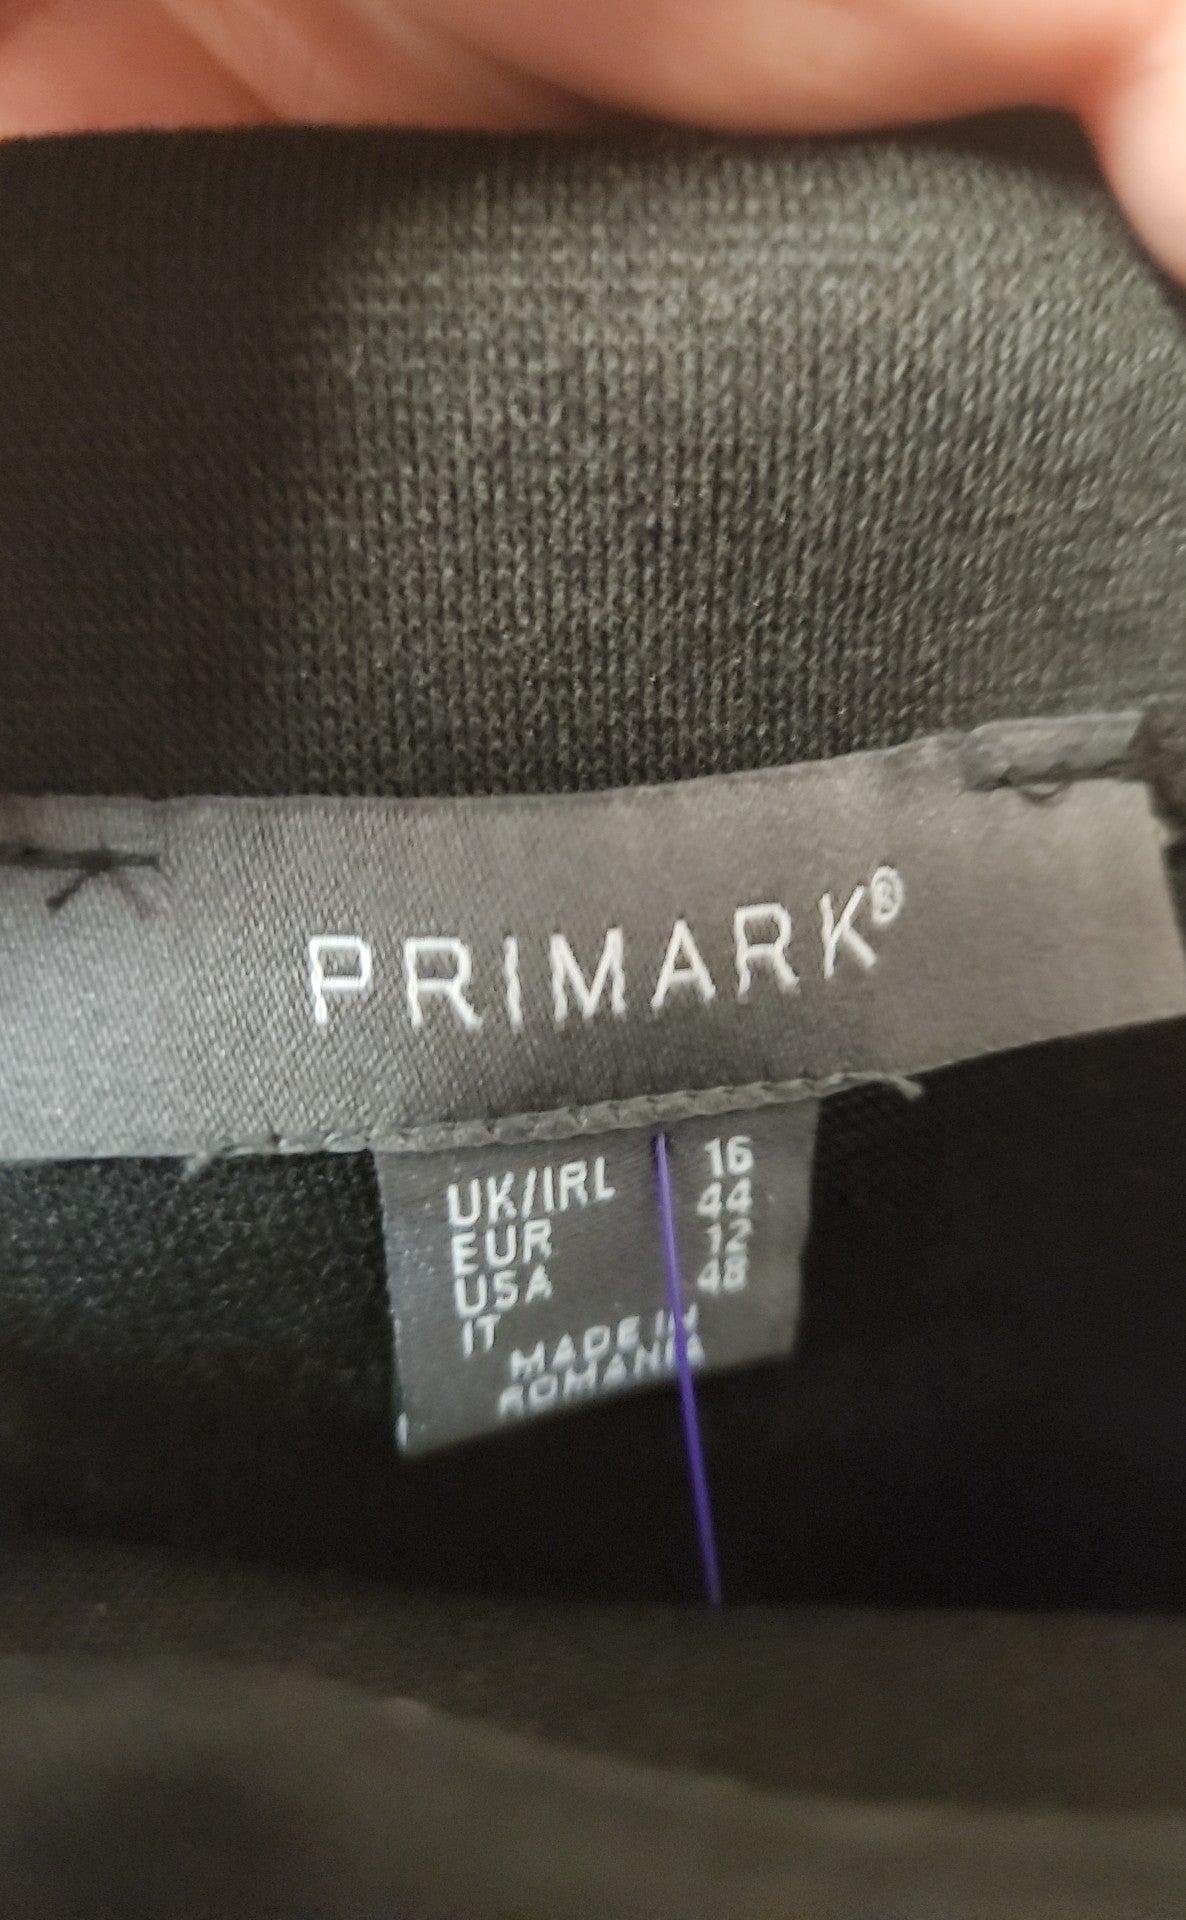 PRIMARK®
UK/IRL 16
EUR 44
USA 12
IT 48
MADE IN
ROMANIA